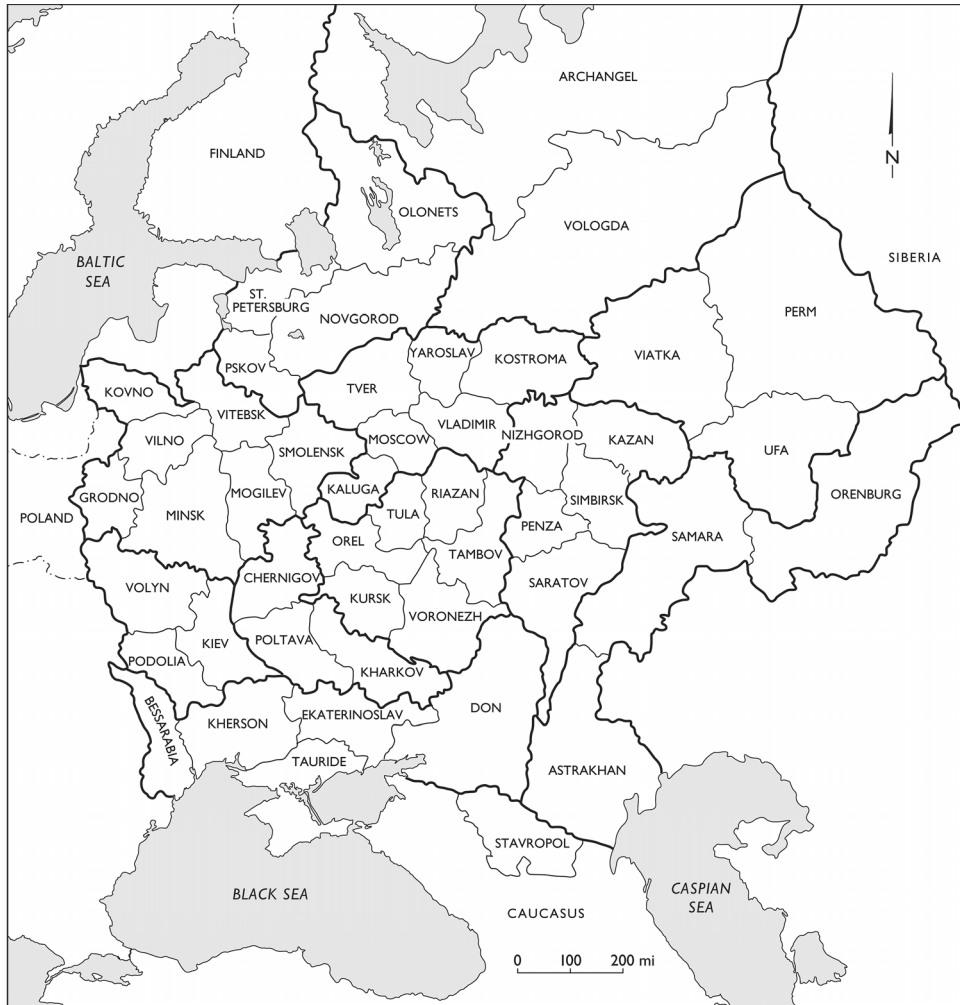 ARCHANGEL
FINLAND
N
OLONETS
VOLOGDA
BALTIC
SEA
SIBERIA
ST.
PETERSBURG
NOVGOROD
PERM
YAROSLAV
KOSTROMA
VIATKA
PSKOV
TVER
KOVNO
VITEBSK
VLADIMIR
MOSCOW
NIZHGOROD
KAZAN
VILNO
SMOLENSK
UFA
KALUGA
RIAZAN
GRODNO
MOGILEV
SIMBIRSK
ORENBURG
POLAND
MINSK
TULA
PENZA
OREL
SAMARA
TAMBOV
CHERNIGOV
SARATOV
VOLYN
KURSK
VORONEZH
POLTAVA
KIEV
PODOLIA
KHARKOV
BESSARABIA
DON
EKATERINOSLAV
KHERSON
TAURIDE
ASTRAKHAN
STAVROPOL
BLACK SEA
CASPIAN
SEA
CAUCASUS
0 100 200 mi